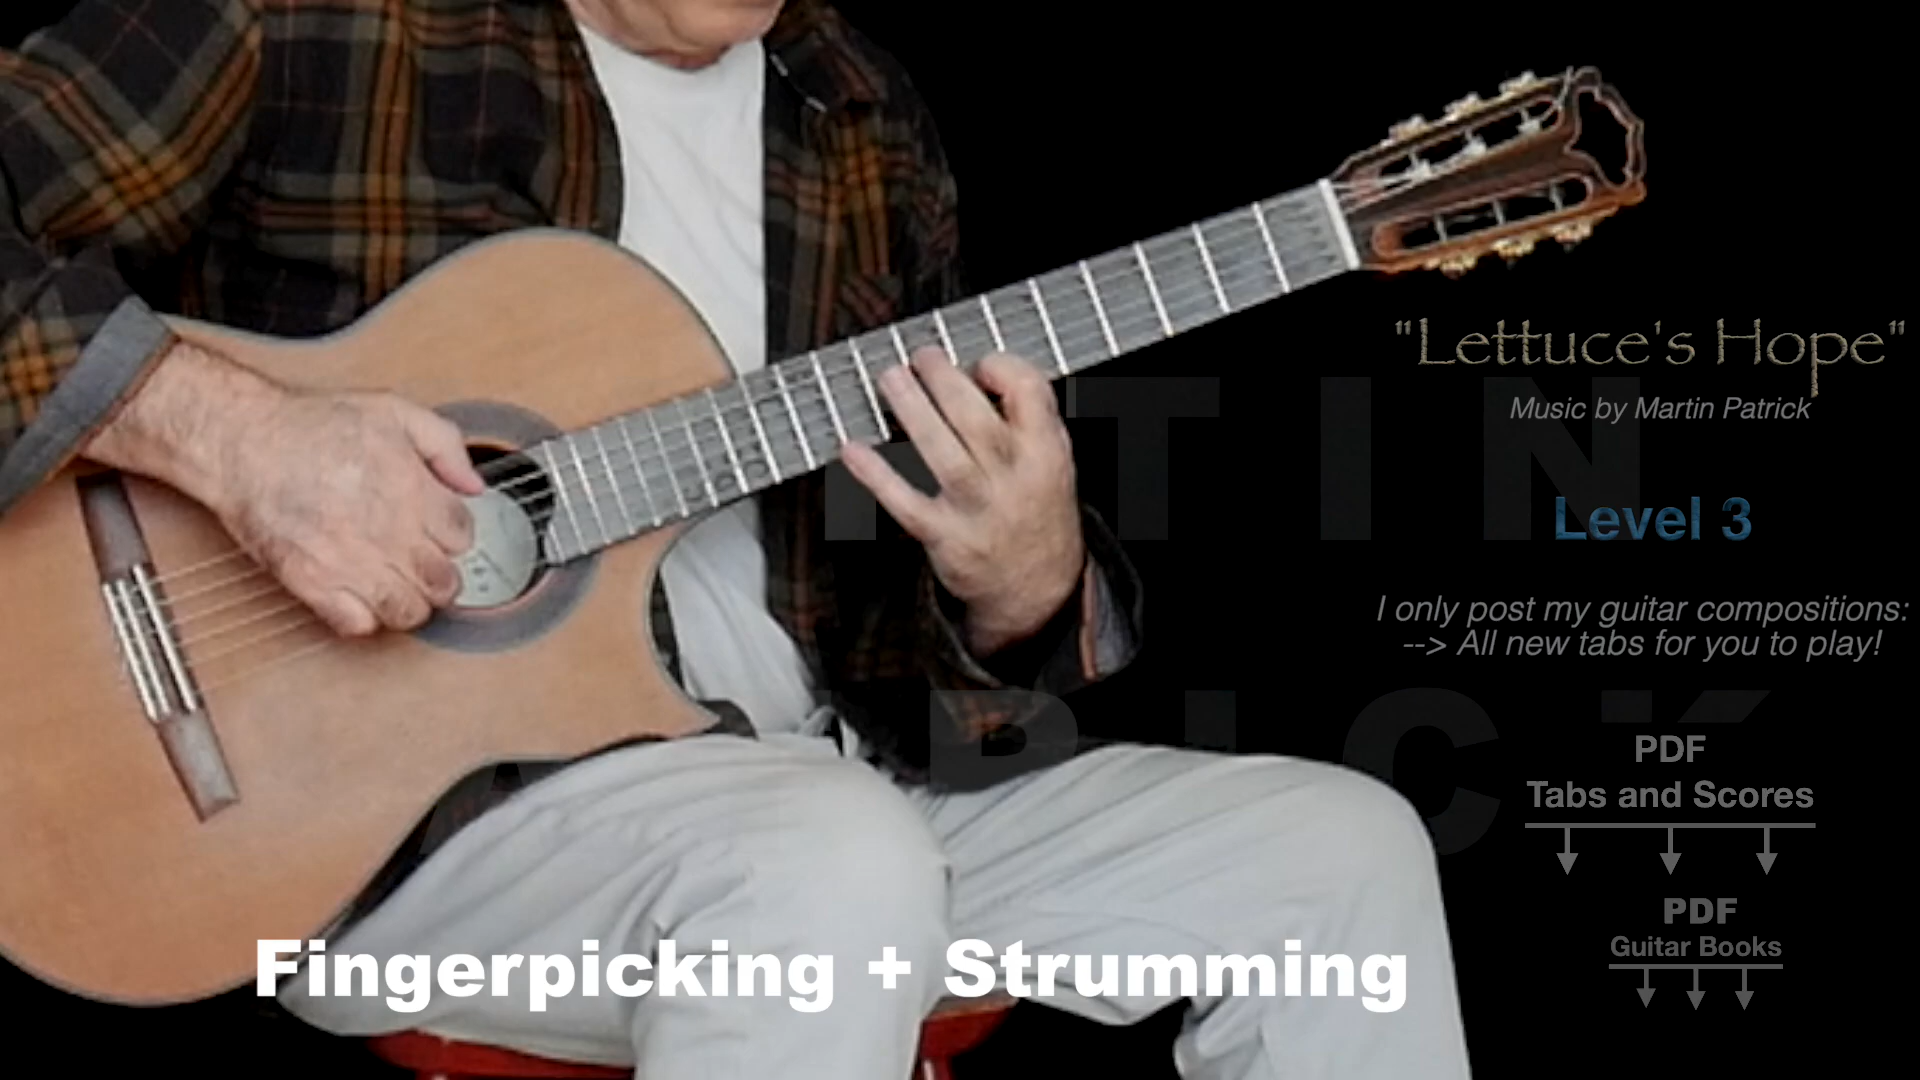 "Lettuce's Hope"
Music by Martin Patrick
Level 3
I only post my guitar compositions:
--> All new tabs for you to play!
PDF
Tabs and Scores
PDF
Guitar Books
Fingerpicking + Strumming